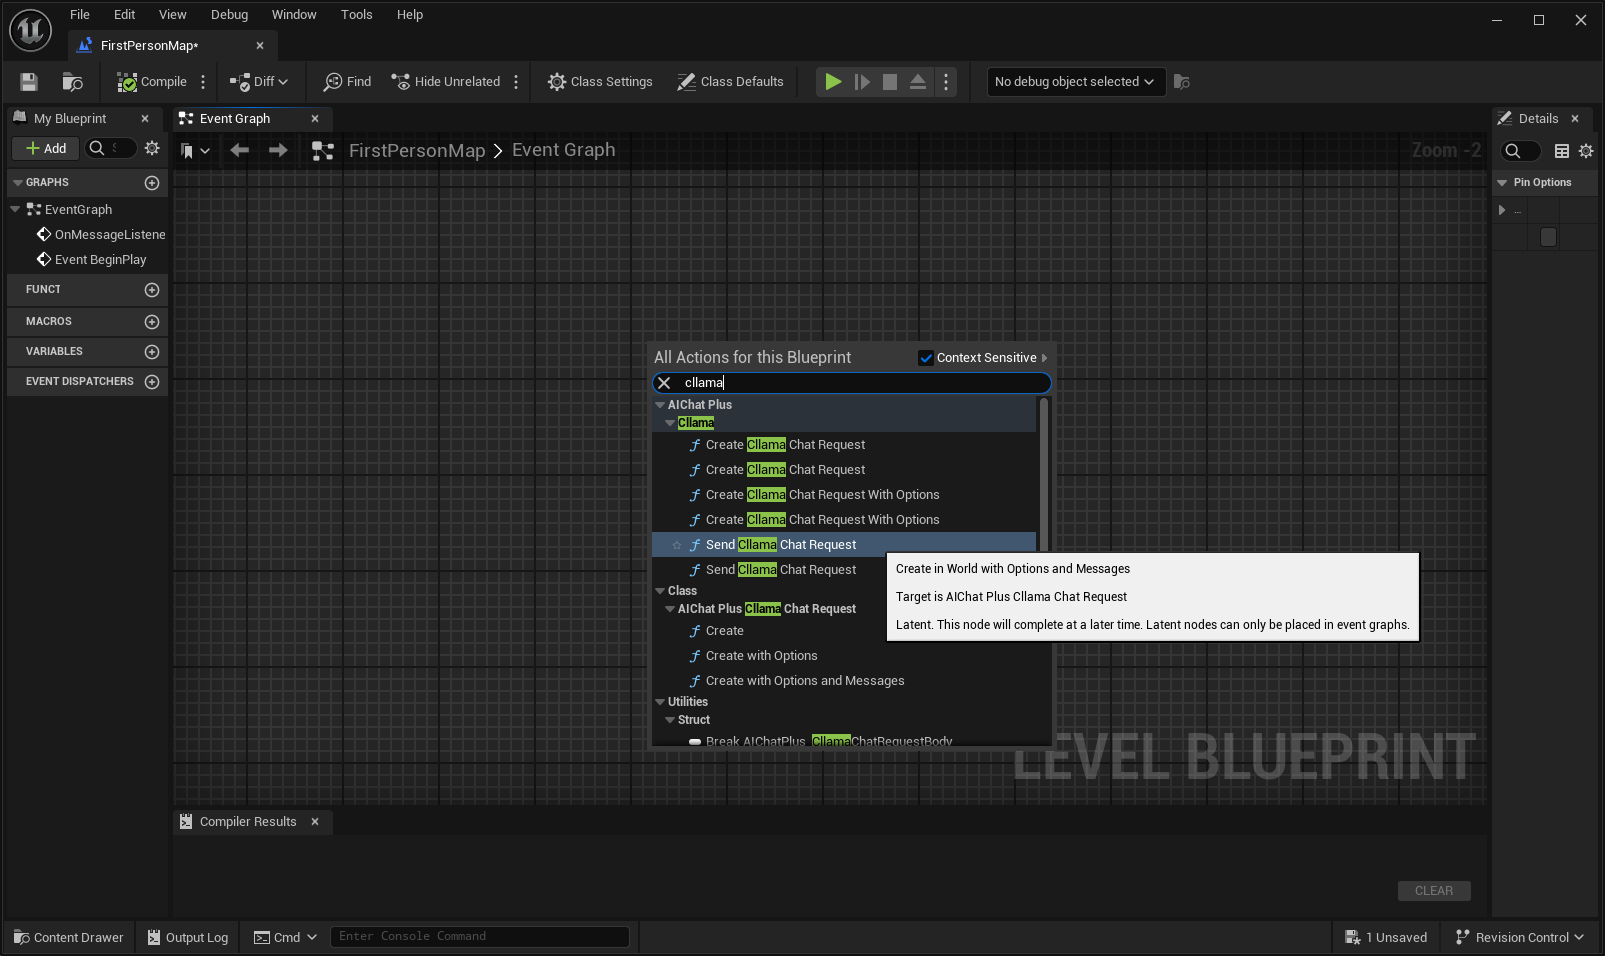 File Edit View Debug Window Tools Help
FirstPersonMap*
Compile Diff Find Hide Unrelated Class Settings Class Defaults No debug object selected
My Blueprint
Event Graph
Details
Add
FirstPersonMap > Event Graph
Zoom -2
GRAPHS
Pin Options
EventGraph
...
OnMessageListene
Event BeginPlay
FUNCT
MACROS
VARIABLES
EVENT DISPATCHERS
All Actions for this Blueprint
Context Sensitive
cllama
AIChat Plus
Cllama
Create Cllama Chat Request
Create Cllama Chat Request
Create Cllama Chat Request With Options
Create Cllama Chat Request With Options
Send Cllama Chat Request
Send Cllama Chat Request
Class
AIChat Plus Cllama Chat Request
Create
Create with Options
Create with Options and Messages
Utilities
Struct
Break AIChatPlus_CllamaChatRequestBody
Create in World with Options and Messages
Target is AIChat Plus Cllama Chat Request
Latent. This node will complete at a later time. Latent nodes can only be placed in event graphs.
LEVEL BLUEPRINT
Compiler Results
CLEAR
Content Drawer Output Log Cmd Enter Console Command 1 Unsaved Revision Control